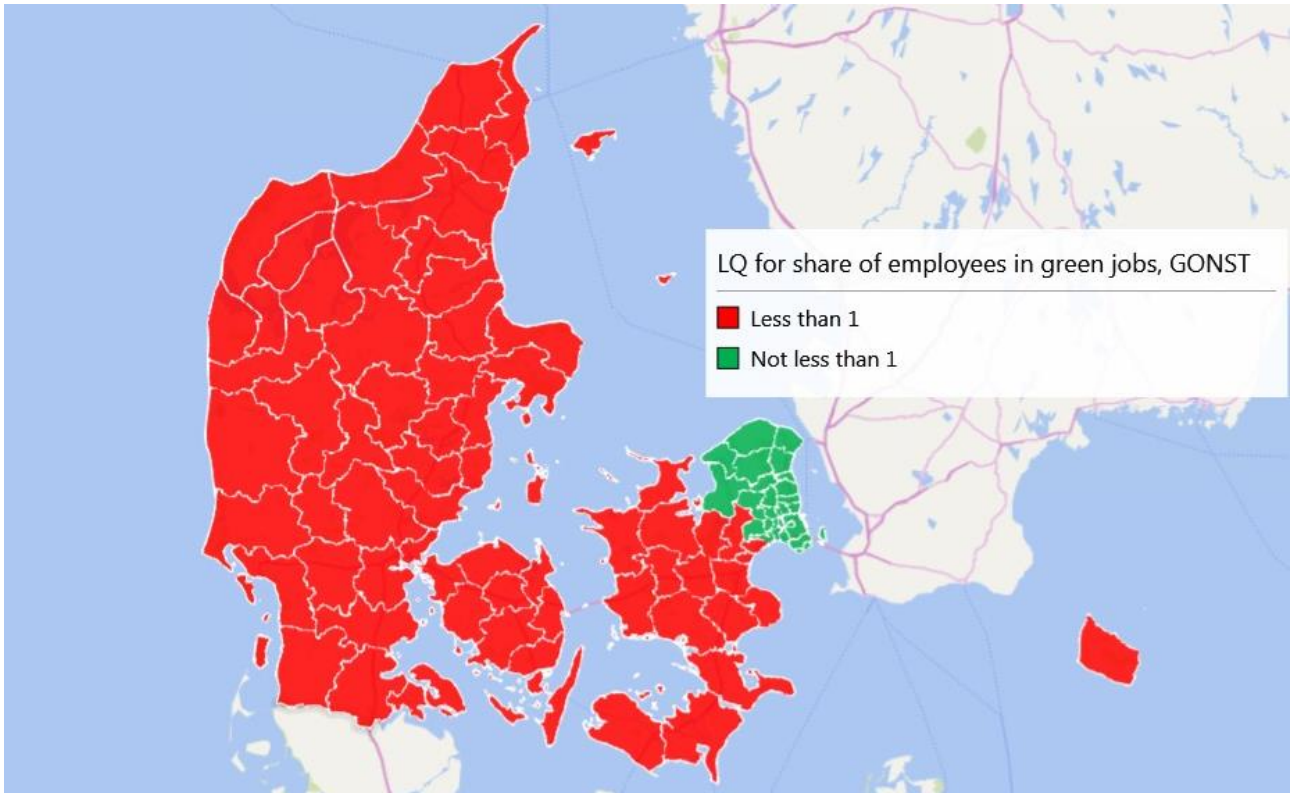 LQ for share of employees in green jobs, GONST
Less than 1
Not less than 1